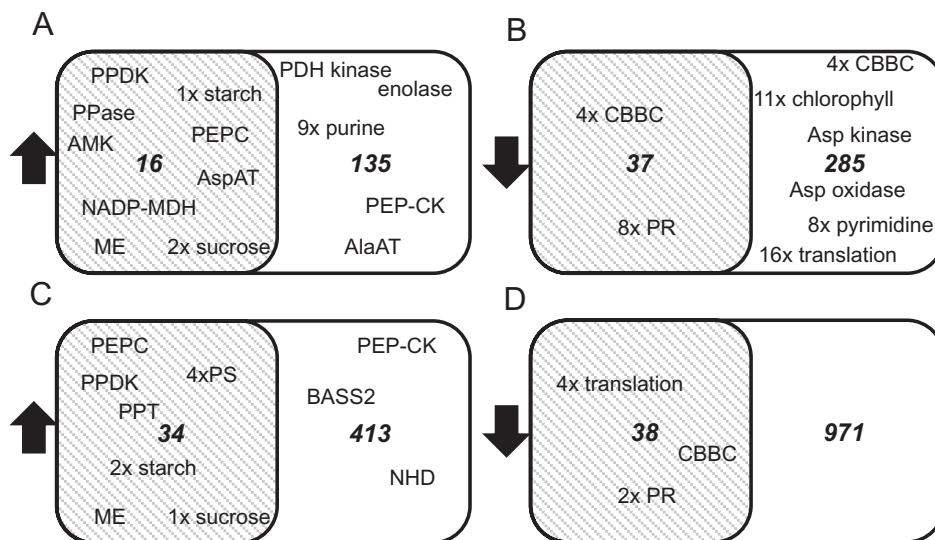 A
PPDK
1x starch
PPase
PEPC
AMK
16
AspAT
NADP-MDH
ME
2x sucrose
PDH kinase
enolase
9x purine
135
PEP-CK
AlaAT
B
4x CBBC
37
8x PR
4x CBBC
11x chlorophyll
Asp kinase
285
Asp oxidase
8x pyrimidine
16x translation
C
PEPC
4xPS
PPDK
PPT
34
2x starch
ME
1x sucrose
PEP-CK
BASS2
413
NHD
D
4x translation
38
CBBC
2x PR
971